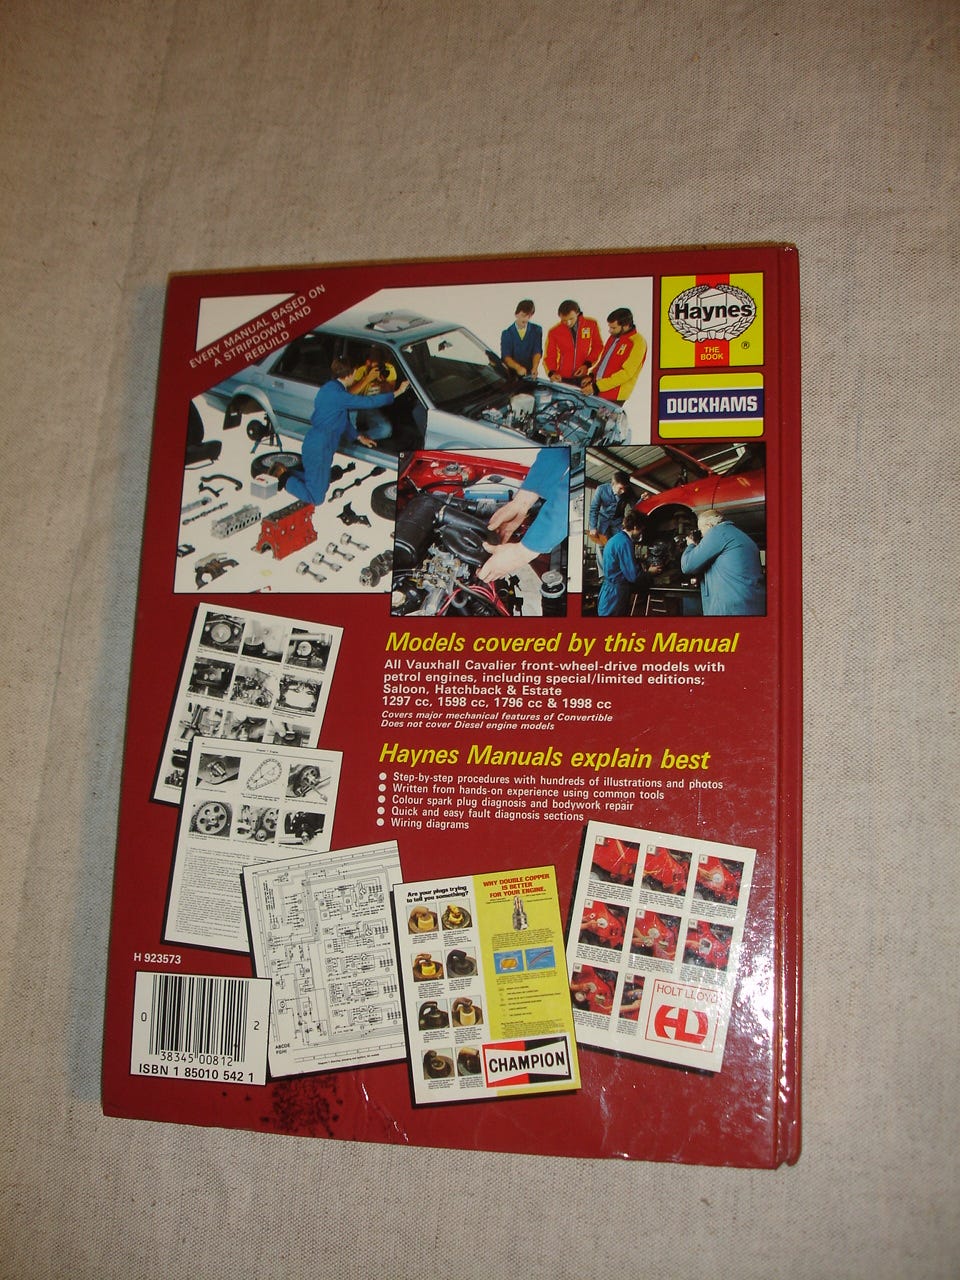 EVERY MANUAL BASED ON
A STRIPDOWN AND
REBUILD
Haynes
THE
BOOK
®
DUCKHAMS
Models covered by this Manual
All Vauxhall Cavalier front-wheel-drive models with
petrol engines, including special/limited editions;
Saloon, Hatchback & Estate
1297 cc, 1598 cc, 1796 cc & 1998 cc
Covers major mechanical features of Convertible
Does not cover Diesel engine models
Haynes Manuals explain best
Step-by-step procedures with hundreds of illustrations and photos
Written from hands-on experience using common tools
Colour spark plug diagnosis and bodywork repair
Quick and easy fault diagnosis sections
Wiring diagrams
Are your plugs trying
to tell you something?
WHY DOUBLE COPPER
IS BETTER
FOR YOUR ENGINE.
CHAMPION
HOLT LLOYD
H 923573
0
2
38345 00812
ISBN 1 85010 542 1
ABCDE
FGHI